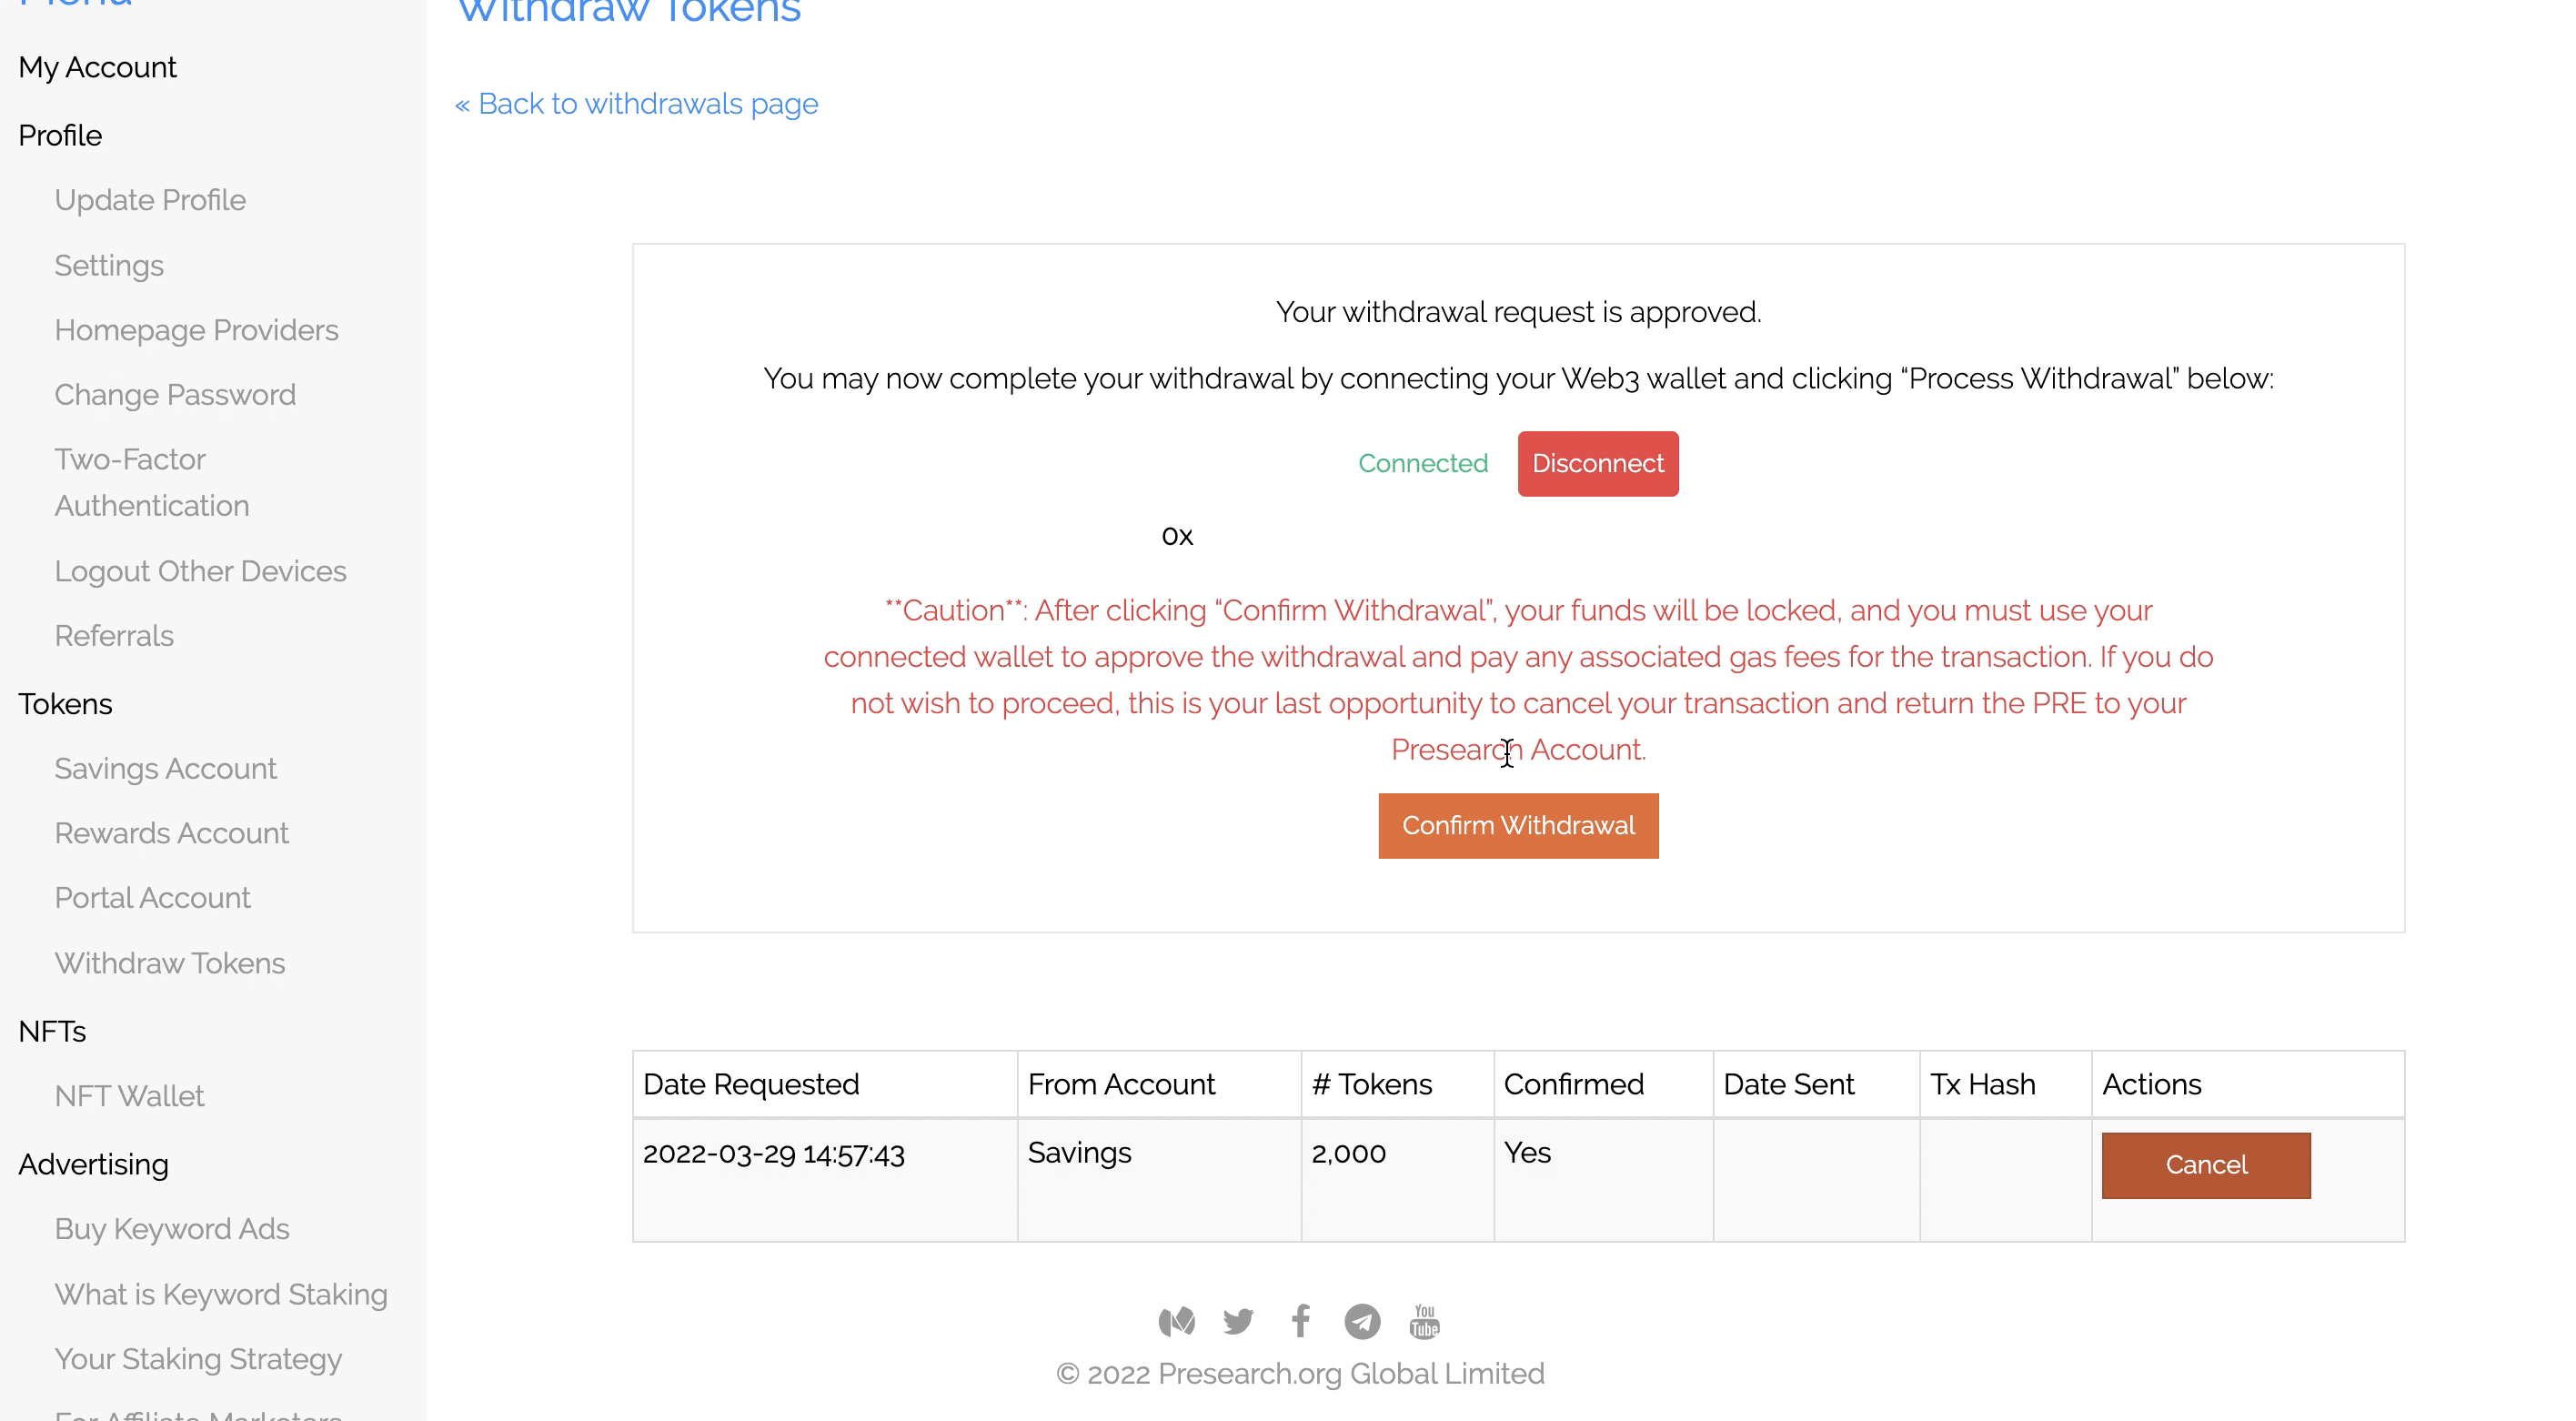 Menu
My Account
Profile
Update Profile
Settings
Homepage Providers
Change Password
Two-Factor
Authentication
Logout Other Devices
Referrals
Tokens
Savings Account
Rewards Account
Portal Account
Withdraw Tokens
NFTs
NFT Wallet
Advertising
Buy Keyword Ads
What is Keyword Staking
Your Staking Strategy
For Affiliate Marketers
Withdraw Tokens
« Back to withdrawals page
Your withdrawal request is approved.
You may now complete your withdrawal by connecting your Web3 wallet and clicking “Process Withdrawal” below:
Connected Disconnect
0x
**Caution**: After clicking “Confirm Withdrawal”, your funds will be locked, and you must use your
connected wallet to approve the withdrawal and pay any associated gas fees for the transaction. If you do
not wish to proceed, this is your last opportunity to cancel your transaction and return the PRE to your
Presearch Account.
Confirm Withdrawal
Date Requested From Account # Tokens Confirmed Date Sent Tx Hash Actions
2022-03-29 14:57:43 Savings 2,000 Yes Cancel
You
Tube
© 2022 Presearch.org Global Limited